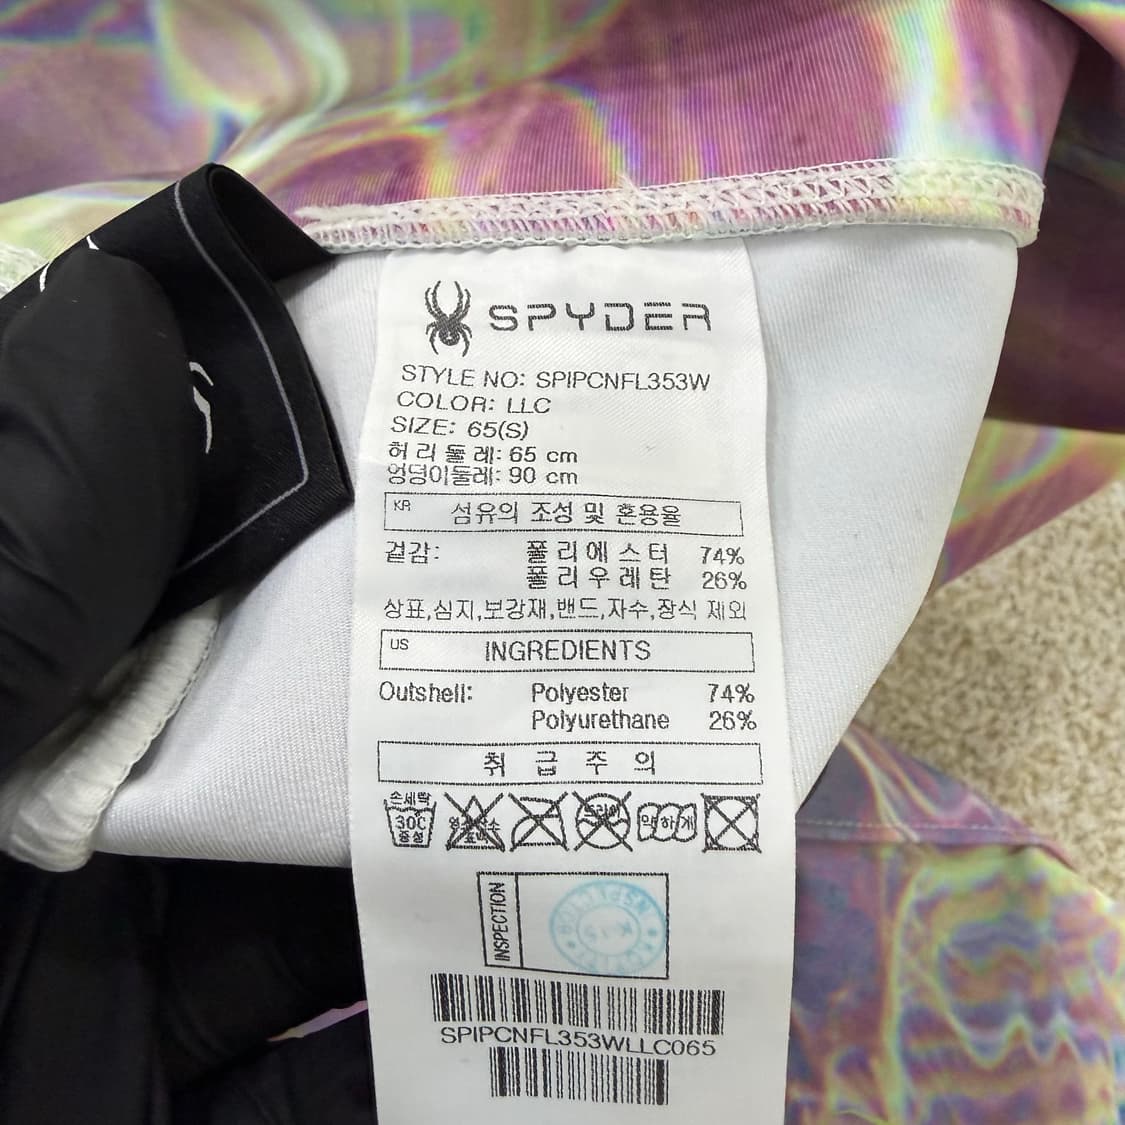 SPYDER
STYLE NO: SPIPCNFL353W
COLOR: LLC
SIZE: 65(S)
허리둘레: 65 cm
엉덩이둘레: 90 cm
KR 섬유의 조성 및 혼용율
겉감: 폴리에스터 74%
폴리우레탄 26%
상표,심지,보강재,밴드,자수,장식 제외
US INGREDIENTS
Outshell: Polyester 74%
Polyurethane 26%
취급주의
손세탁
30C
중성
드라이
약하게
INSPECTION
SPIPCNFL353WLLC065